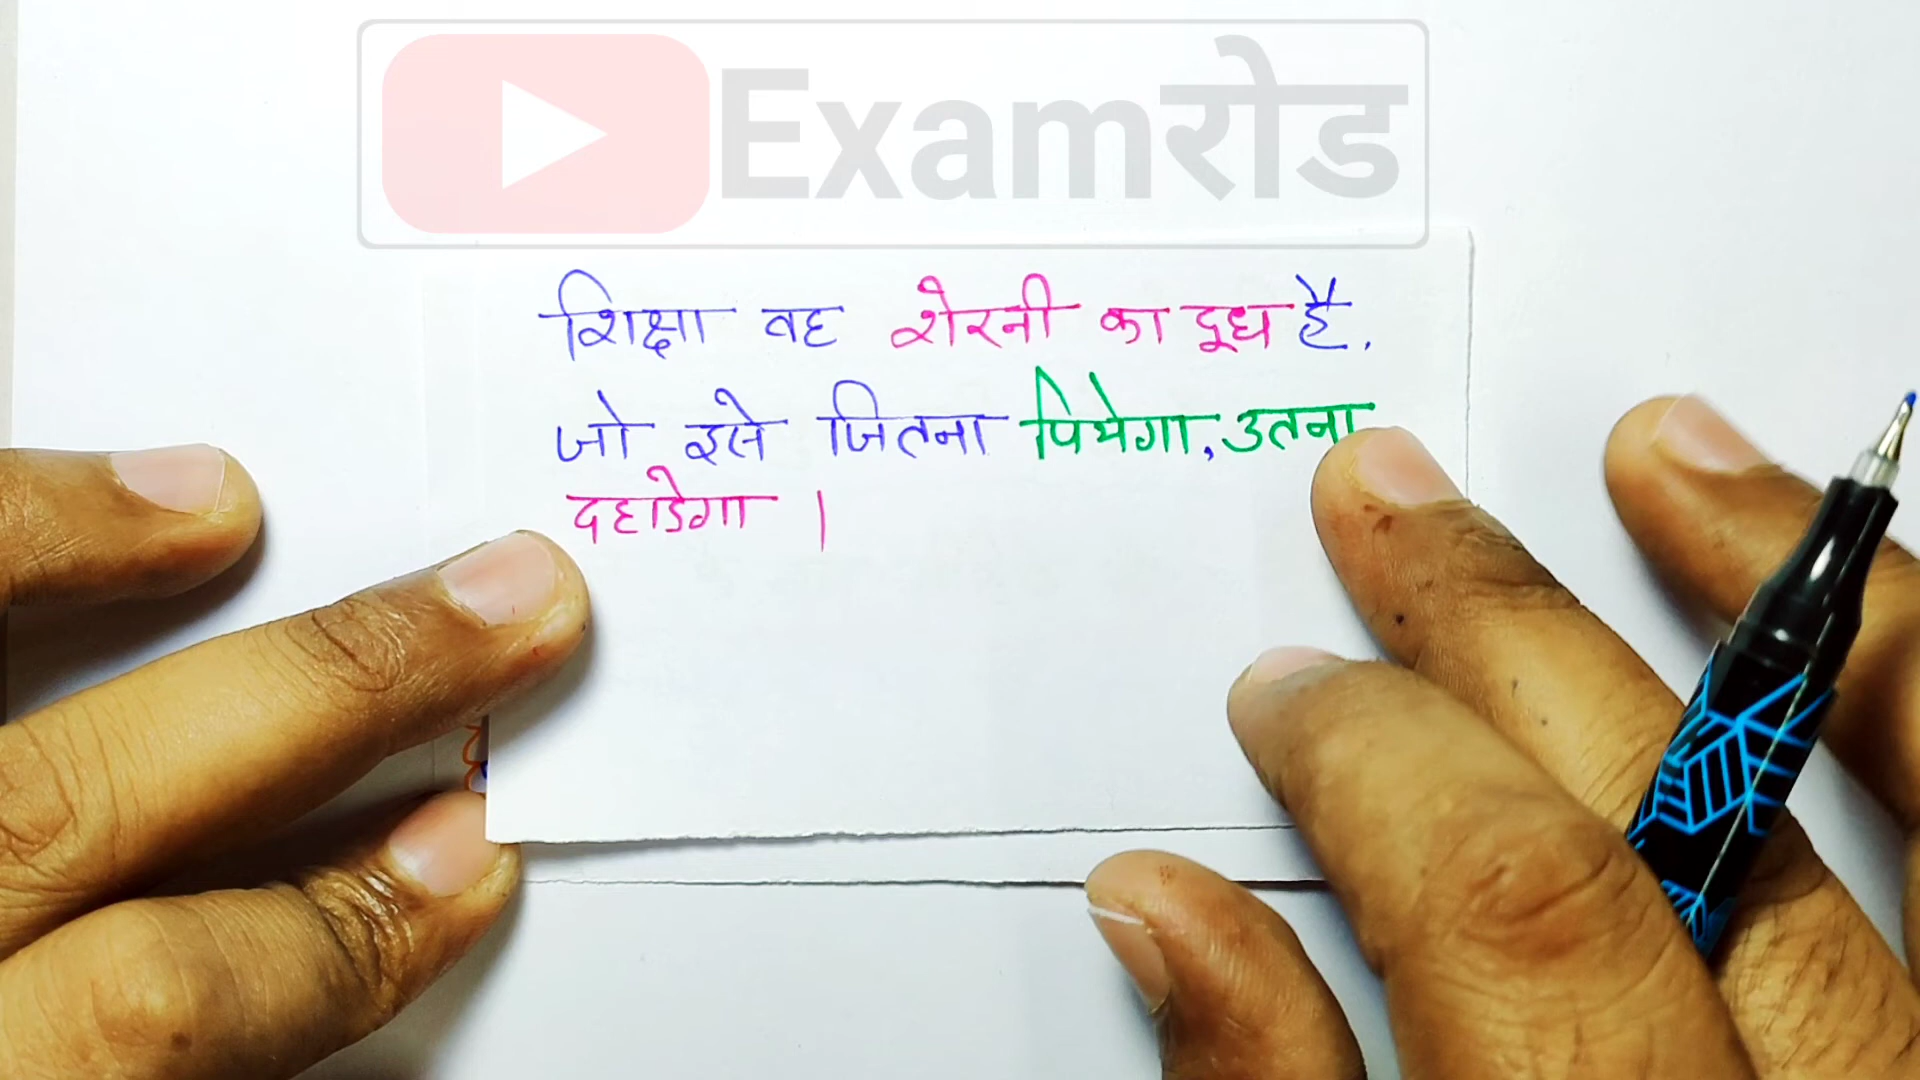 Examरोड
शिक्षा वह शेरनी का दूध है,
जो इसे जितना पियेगा, उतना
दहाडेगा ।